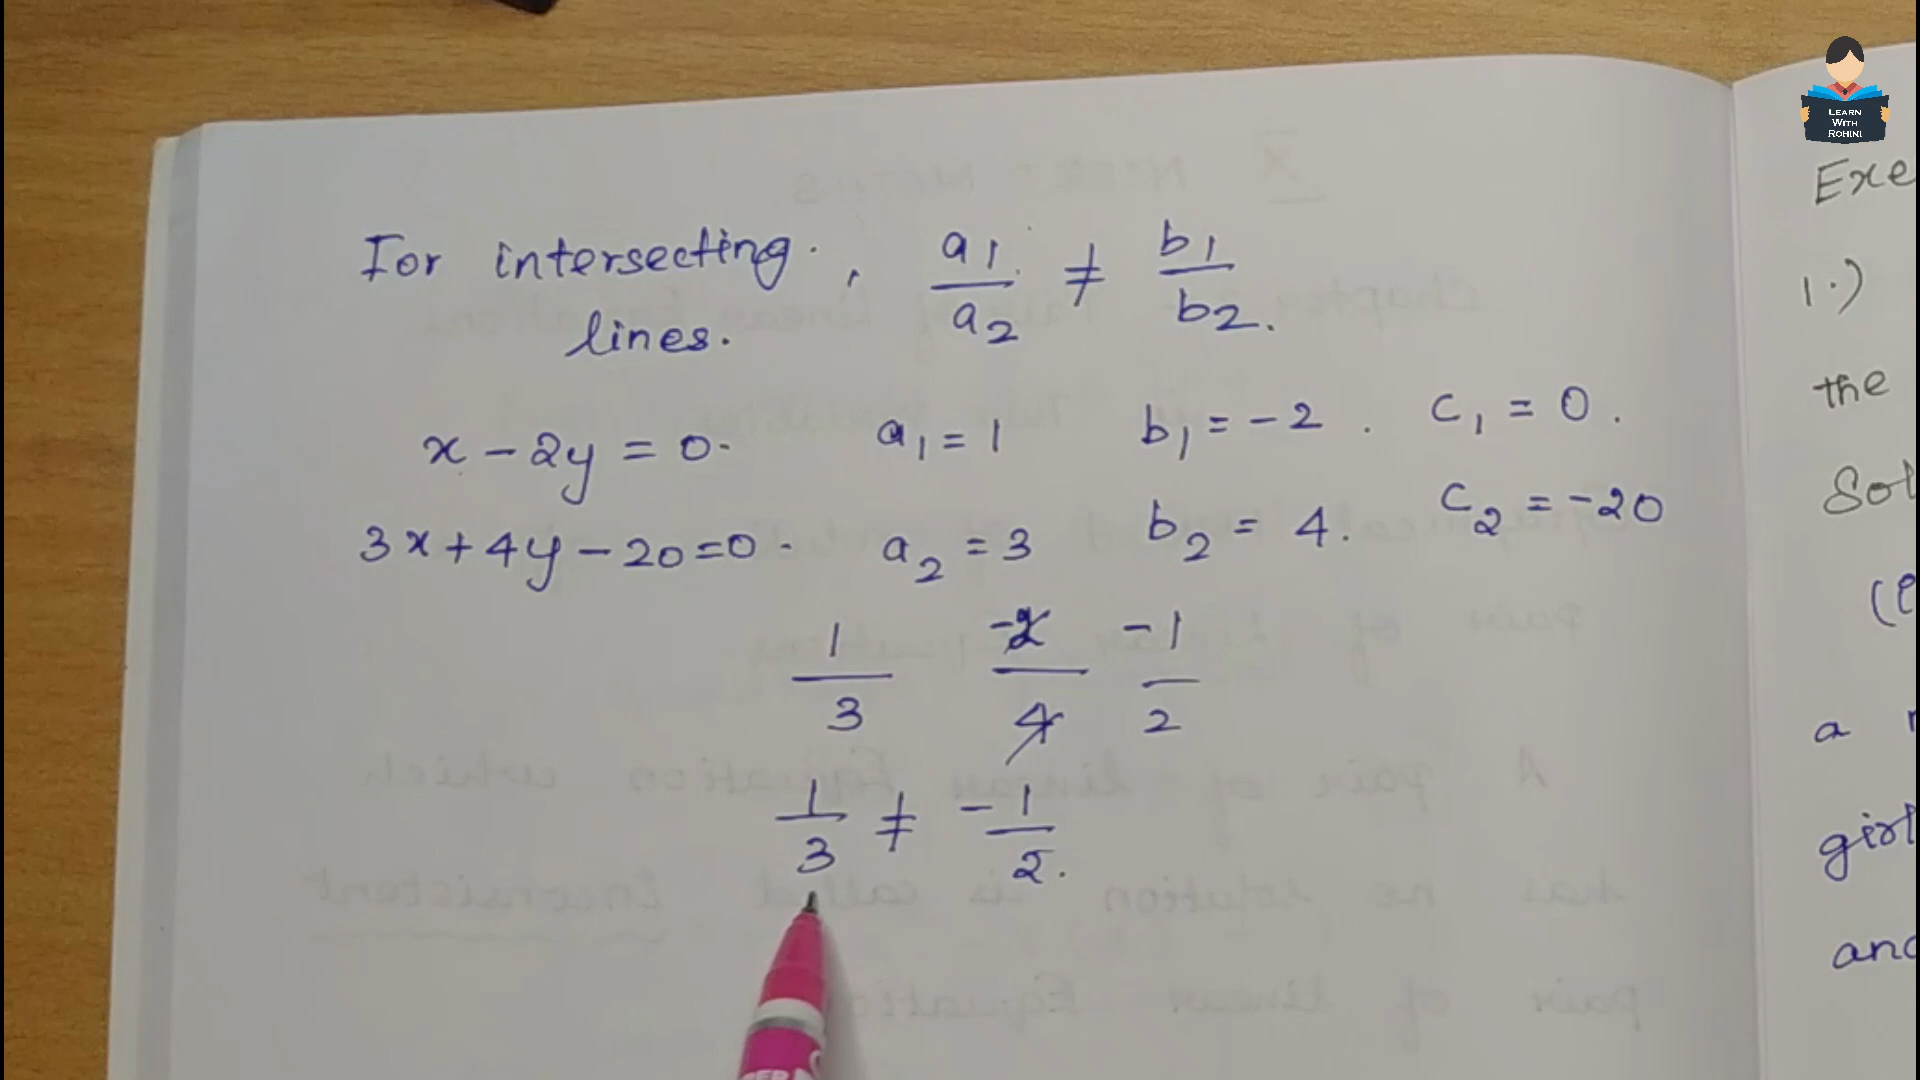 For intersecting, a1/a2 ≠ b1/b2.
lines.
x - 2y = 0. a1 = 1 b1 = -2. c1 = 0.
3x + 4y - 20 = 0. a2 = 3 b2 = 4. c2 = -20
1/3 -2/4 -1/2
1/3 ≠ -1/2.
LEARN
WITH
ROHINI
Exe
1.)
the
Sol
a
girl
and